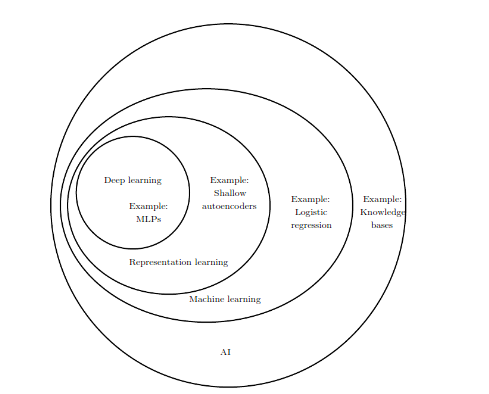 Deep learning
Example:
MLPs
Example:
Shallow
autoencoders
Example:
Logistic
regression
Example:
Knowledge
bases
Representation learning
Machine learning
AI